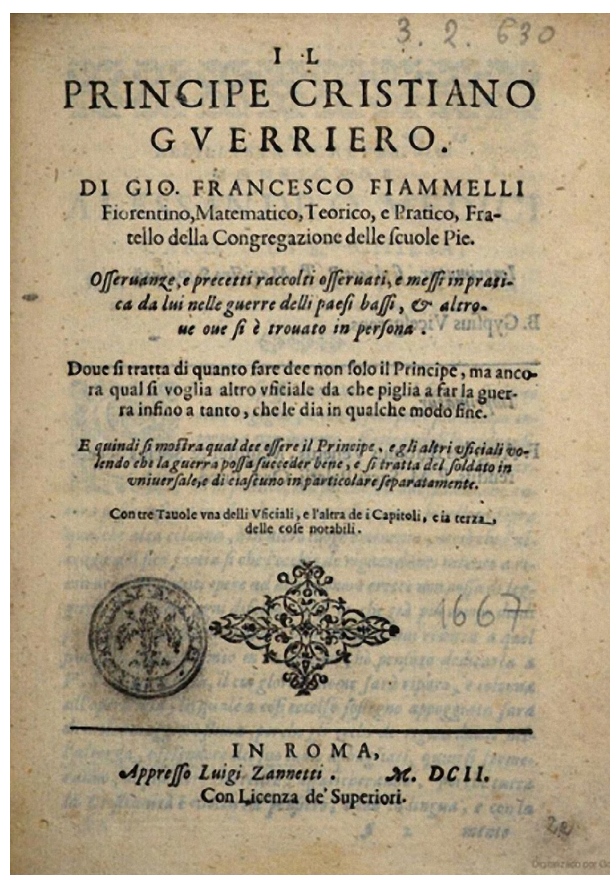 3. 2. 630
IL
PRINCIPE CRISTIANO
GVERRIERO.
DI GIO. FRANCESCO FIAMMELLI
Fiorentino, Matematico, Teorico, e Pratico, Fra-
tello della Congregazione delle ſcuole Pie.
Oſſeruanze, e precetti raccolti oſſeruati, e meſſi in prati-
ca da lui nelle guerre delli paeſi baſſi, & altro-
ue oue ſi è trouato in perſona.
Doue ſi tratta di quanto fare dee non ſolo il Principe, ma anco-
ra qual ſi voglia altro vficiale da che piglia a far la guer-
ra infino a tanto, che le dia in qualche modo fine.
E quindi ſi moſtra qual dee eſſere il Principe, e gli altri vficiali vo-
lendo che la guerra poſſa ſucceder bene, e ſi tratta del ſoldato in
vniuerſale, e di ciaſcuno in particolare ſeparatamente.
Con tre Tauole vna delli Vficiali, e l'altra de i Capitoli, e la terza,
delle coſe notabili.
1667
IN ROMA,
Appreſſo Luigi Zannetti. M. DCII.
Con Licenza de' Superiori.